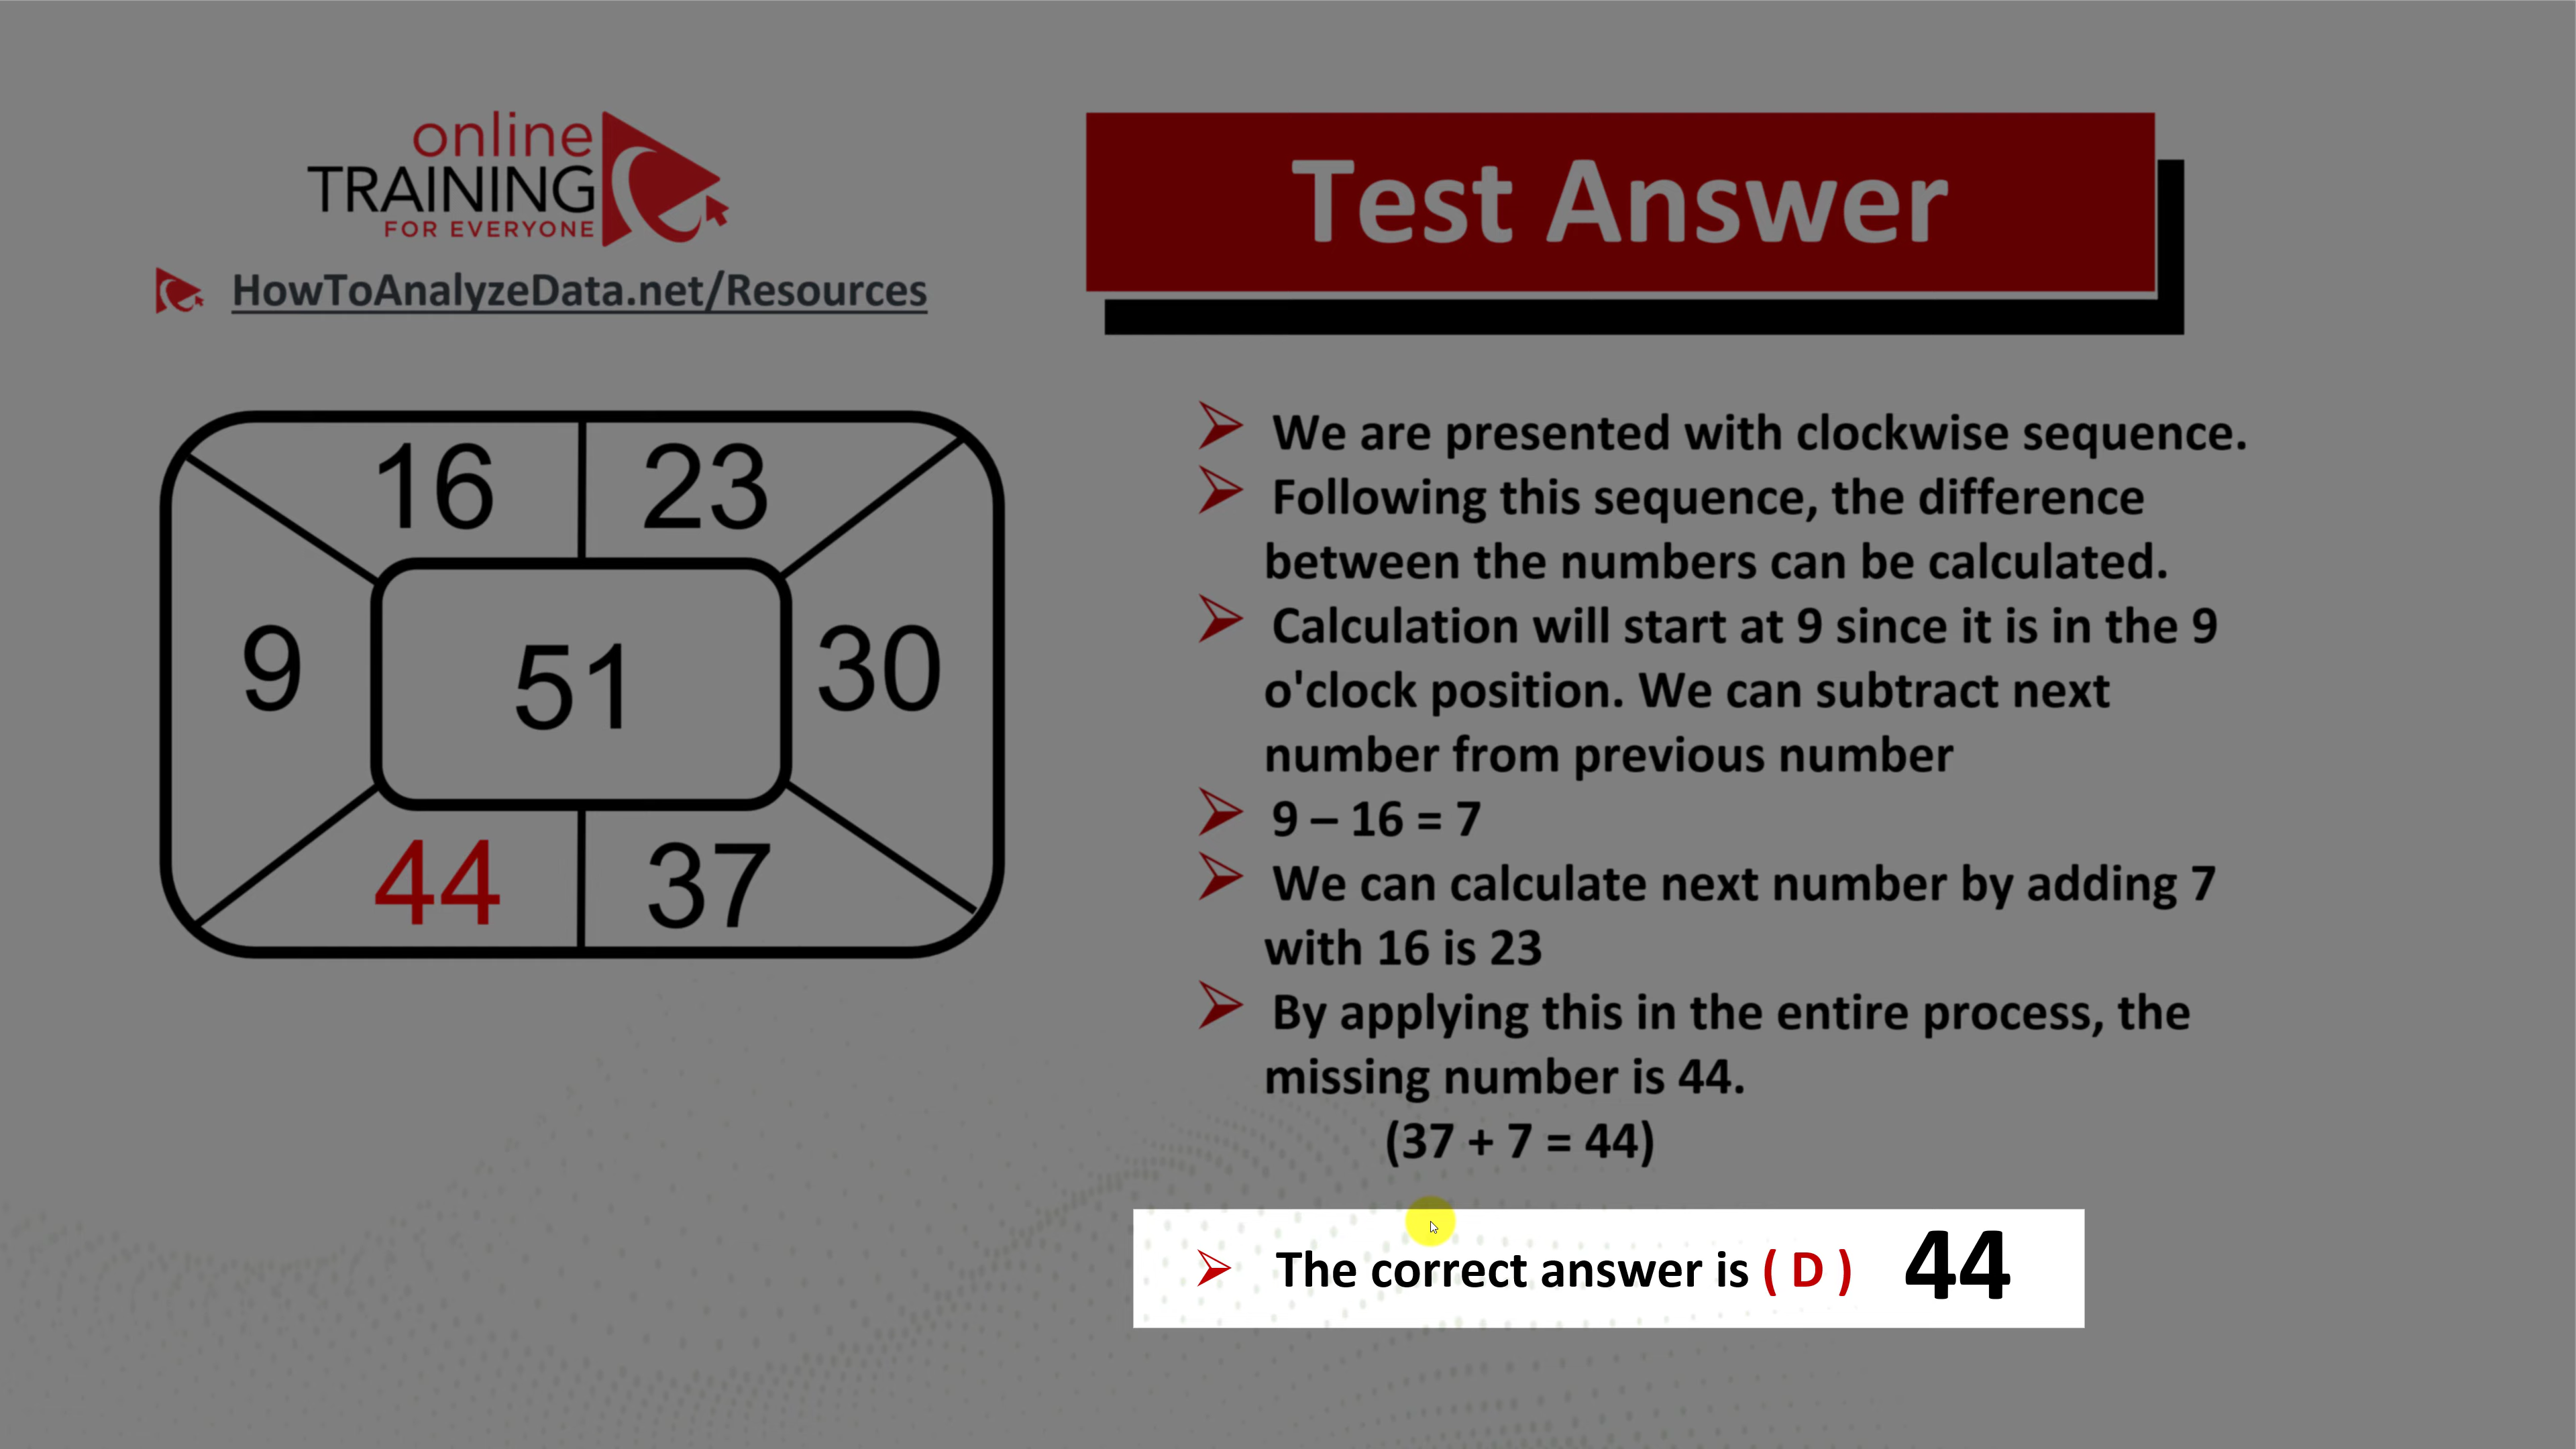 online
TRAINING
FOR EVERYONE
HowToAnalyzeData.net/Resources
Test Answer
16 23
9 51 30
44 37
We are presented with clockwise sequence.
Following this sequence, the difference
between the numbers can be calculated.
Calculation will start at 9 since it is in the 9
o'clock position. We can subtract next
number from previous number
9 – 16 = 7
We can calculate next number by adding 7
with 16 is 23
By applying this in the entire process, the
missing number is 44.
(37 + 7 = 44)
The correct answer is ( D ) 44